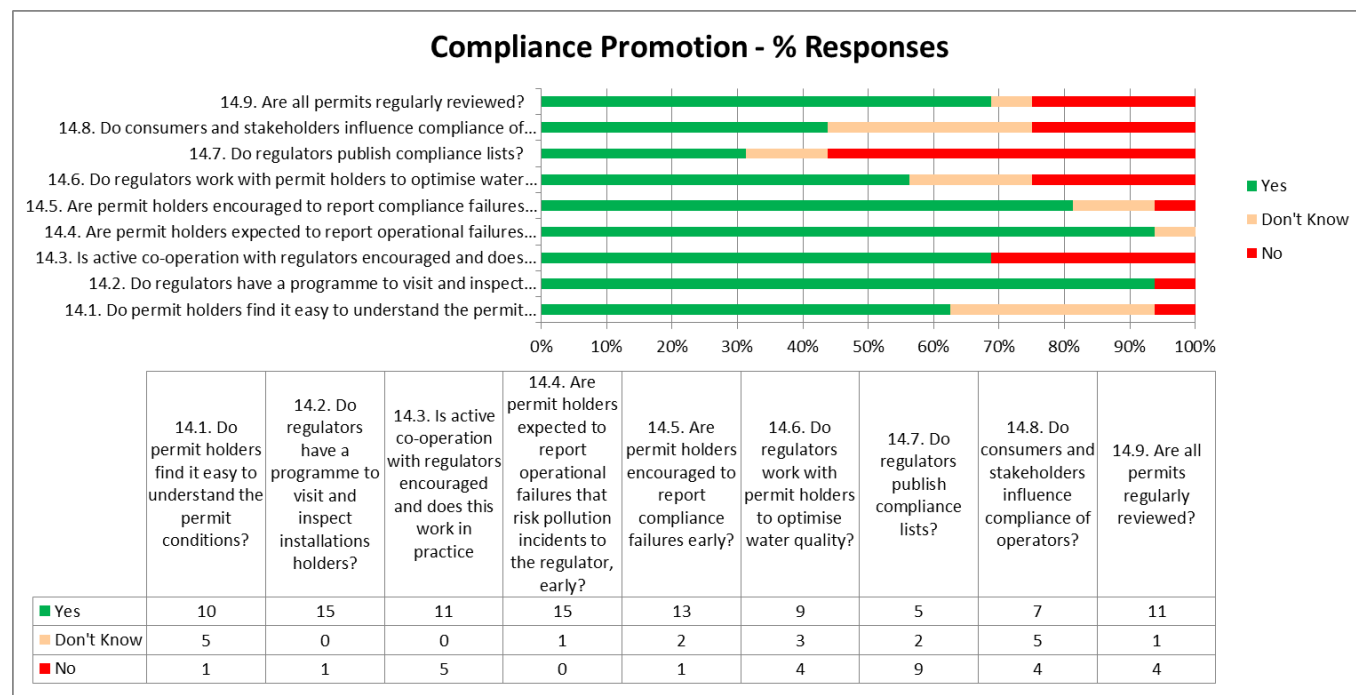 Compliance Promotion - % Responses
14.9. Are all permits regularly reviewed?
14.8. Do consumers and stakeholders influence compliance of...
14.7. Do regulators publish compliance lists?
14.6. Do regulators work with permit holders to optimise water...
14.5. Are permit holders encouraged to report compliance failures...
14.4. Are permit holders expected to report operational failures...
14.3. Is active co-operation with regulators encouraged and does...
14.2. Do regulators have a programme to visit and inspect...
14.1. Do permit holders find it easy to understand the permit...
0% 10% 20% 30% 40% 50% 60% 70% 80% 90% 100%
Yes
Don't Know
No
14.1. Do
permit holders
find it easy to
understand the
permit
conditions?
14.2. Do
regulators
have a
programme to
visit and
inspect
installations
holders?
14.3. Is active
co-operation
with regulators
encouraged
and does this
work in
practice
14.4. Are
permit holders
expected to
report
operational
failures that
risk pollution
incidents to
the regulator,
early?
14.5. Are
permit holders
encouraged to
report
compliance
failures early?
14.6. Do
regulators
work with
permit holders
to optimise
water quality?
14.7. Do
regulators
publish
compliance
lists?
14.8. Do
consumers and
stakeholders
influence
compliance of
operators?
14.9. Are all
permits
regularly
reviewed?
Yes 10 15 11 15 13 9 5 7 11
Don't Know 5 0 0 1 2 3 2 5 1
No 1 1 5 0 1 4 9 4 4